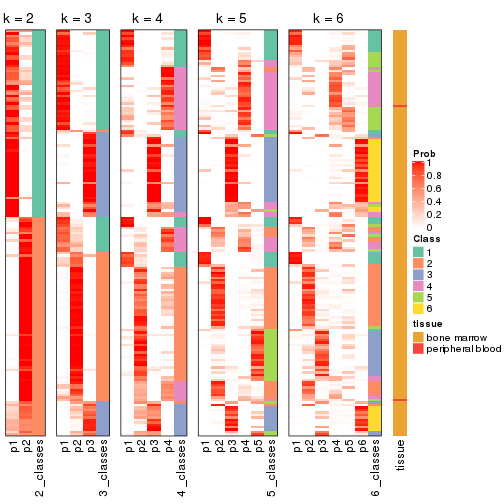 k = 2 k = 3 k = 4 k = 5 k = 6
Prob
1
0.8
0.6
0.4
0.2
0
Class
1
2
3
4
5
6
tissue
bone marrow
peripheral blood
p1 p2 2_classes p1 p2 p3 3_classes p1 p2 p3 p4 4_classes p1 p2 p3 p4 p5 5_classes p1 p2 p3 p4 p5 p6 6_classes tissue